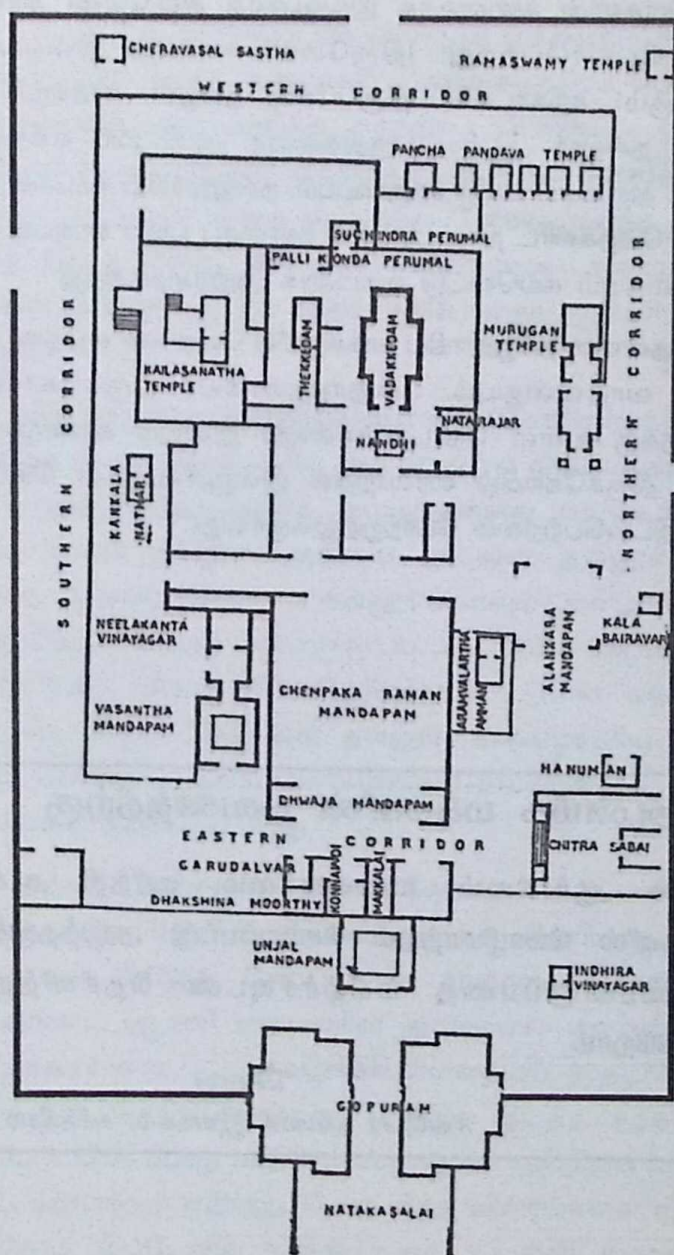 CHERAVASAL SASTHA
RAMASWAMY TEMPLE
WESTERN CORRIDOR
PANCHA PANDAVA TEMPLE
SUCHINDRA PERUMAL
PALLI KONDA PERUMAL
SOUTHERN CORRIDOR
NORTHERN CORRIDOR
KAILASANATHA
TEMPLE
THEKKEDAM
VADAKKEDAM
MURUGAN
TEMPLE
NATARAJAR
NANDHI
KANKALA
NATHAR
NEELAKANTA
VINAYAGAR
VASANTHA
MANDAPAM
CHEMPAKA RAMAN
MANDAPAM
ARAMVALARTHA
AMMAN
ALANKARA
MANDAPAM
KALA
BAIRAVAR
HANUMAN
DHWAJA MANDAPAM
EASTERN CORRIDOR
CHITRA SABAI
GARUDALVAR
DHAKSHINA MOORTHY
MAKKALAI
UNJAL
MANDAPAM
INDHIRA
VINAYAGAR
GOPURAM
NATAKASALAI